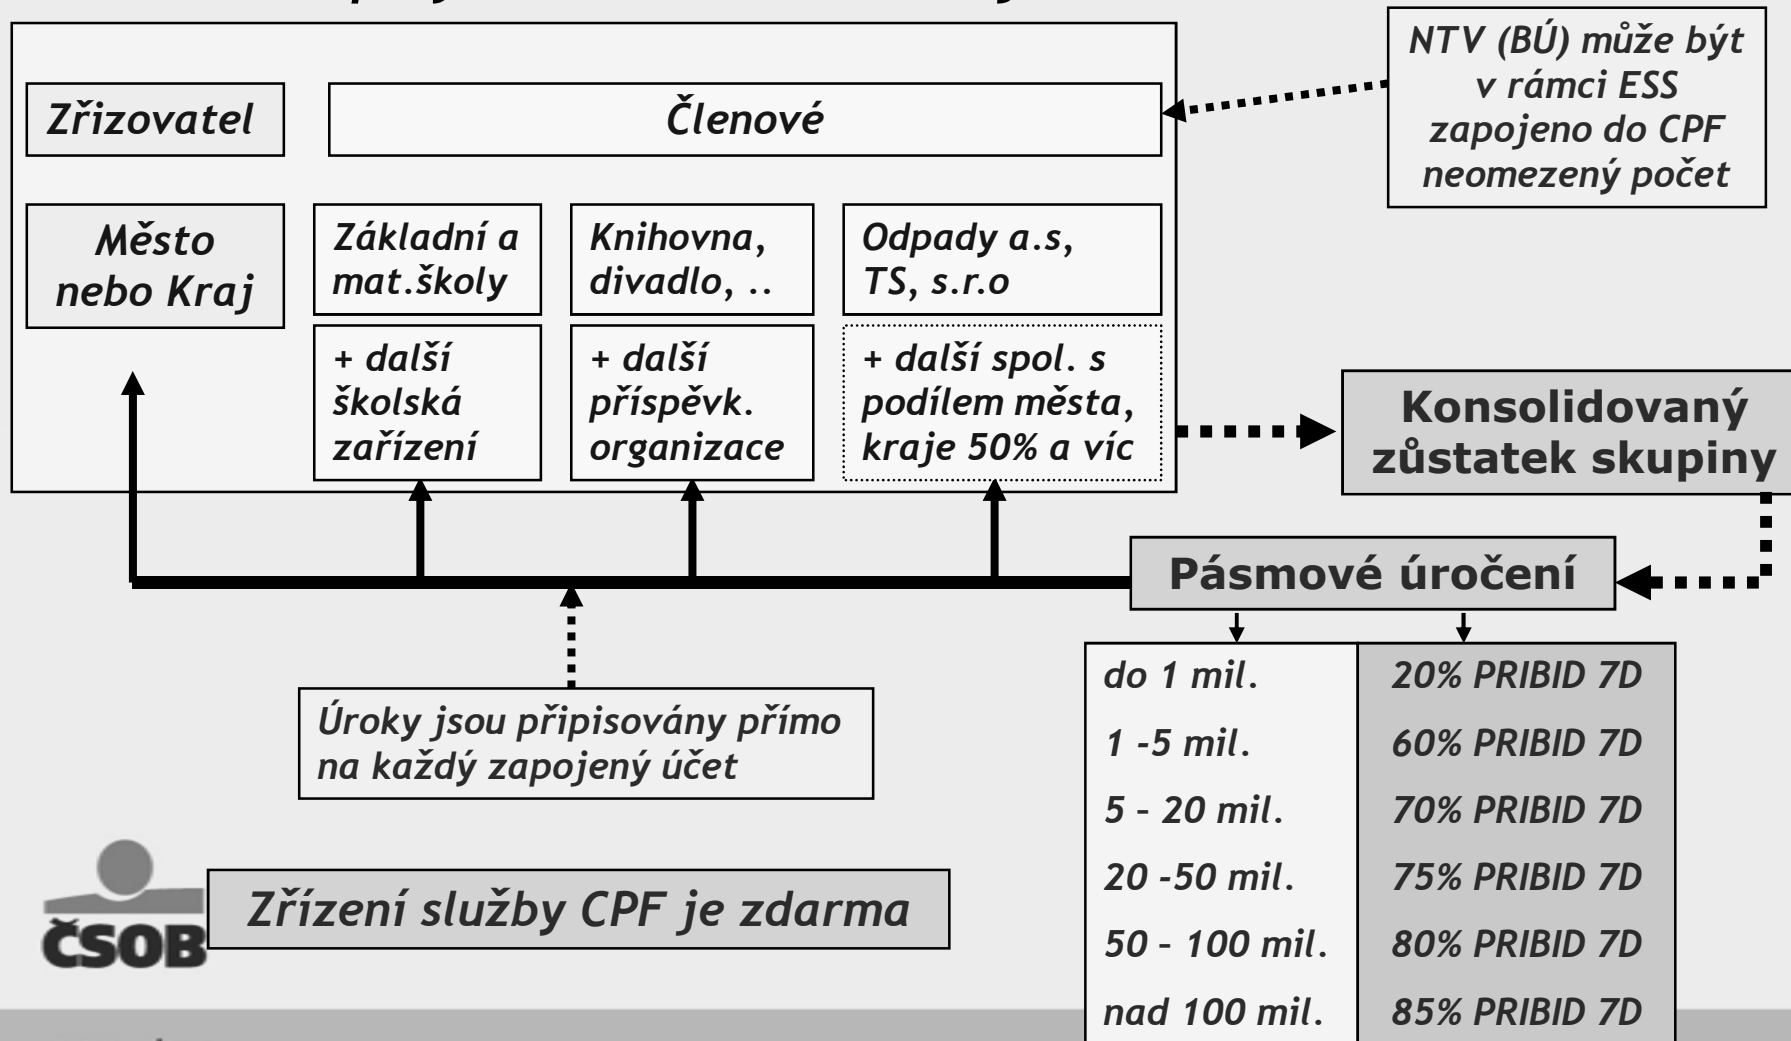 NTV (BÚ) může být
v rámci ESS
zapojeno do CPF
neomezený počet
Zřizovatel
Členové
Město
nebo Kraj
Základní a
mat.školy
Knihovna,
divadlo, ..
Odpady a.s,
TS, s.r.o
+ další
školská
zařízení
+ další
příspěvk.
organizace
+ další spol. s
podílem města,
kraje 50% a víc
Konsolidovaný
zůstatek skupiny
Pásmové úročení
do 1 mil. 20% PRIBID 7D
1 -5 mil. 60% PRIBID 7D
5 – 20 mil. 70% PRIBID 7D
20 -50 mil. 75% PRIBID 7D
50 – 100 mil. 80% PRIBID 7D
nad 100 mil. 85% PRIBID 7D
Úroky jsou připisovány přímo
na každý zapojený účet
ČSOB
Zřízení služby CPF je zdarma